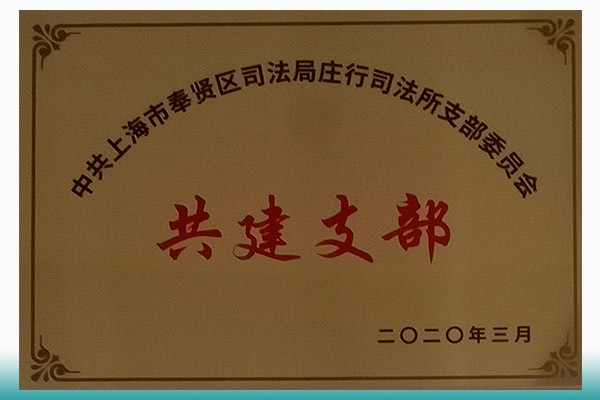 中共上海市奉贤区司法局庄行司法所支部委员会
共建支部
二〇二〇年三月